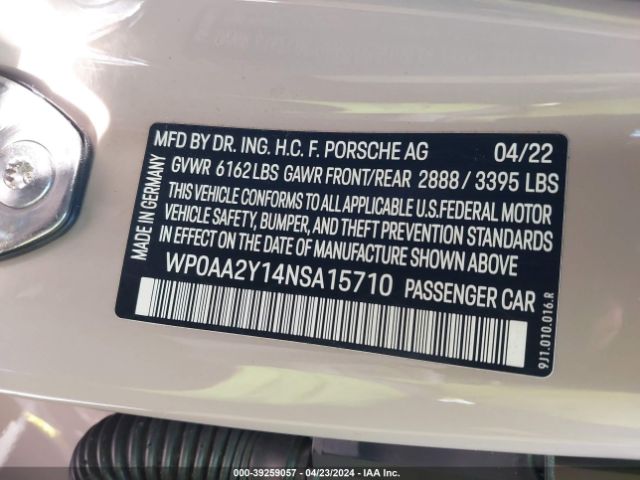 MFD BY DR. ING. H.C. F. PORSCHE AG 04/22
GVWR 6162 LBS GAWR FRONT/REAR 2888 / 3395 LBS
THIS VEHICLE CONFORMS TO ALL APPLICABLE U.S. FEDERAL MOTOR
VEHICLE SAFETY, BUMPER, AND THEFT PREVENTION STANDARDS
IN EFFECT ON THE DATE OF MANUFACTURE SHOWN ABOVE.
WP0AA2Y14NSA15710 PASSENGER CAR
MADE IN GERMANY
9J1.010.016.R
000-39259057 - 04/23/2024 - IAA Inc.